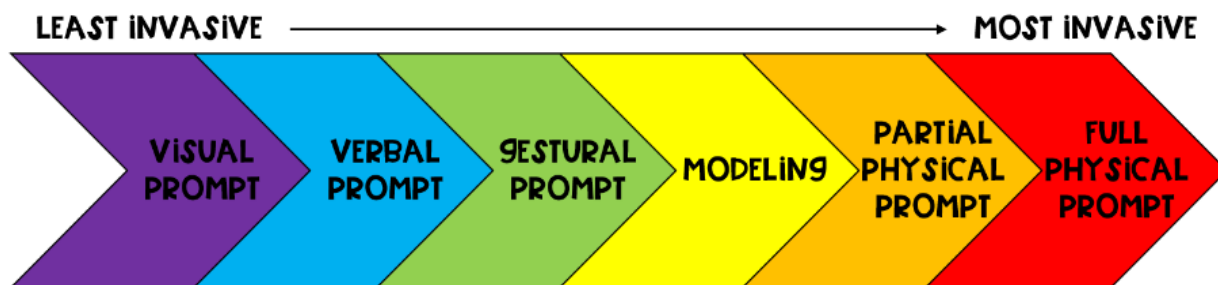 LEAST INVASIVE
MOST INVASIVE
VISUAL
PROMPT
VERBAL
PROMPT
GESTURAL
PROMPT
MODELING
PARTIAL
PHYSICAL
PROMPT
FULL
PHYSICAL
PROMPT